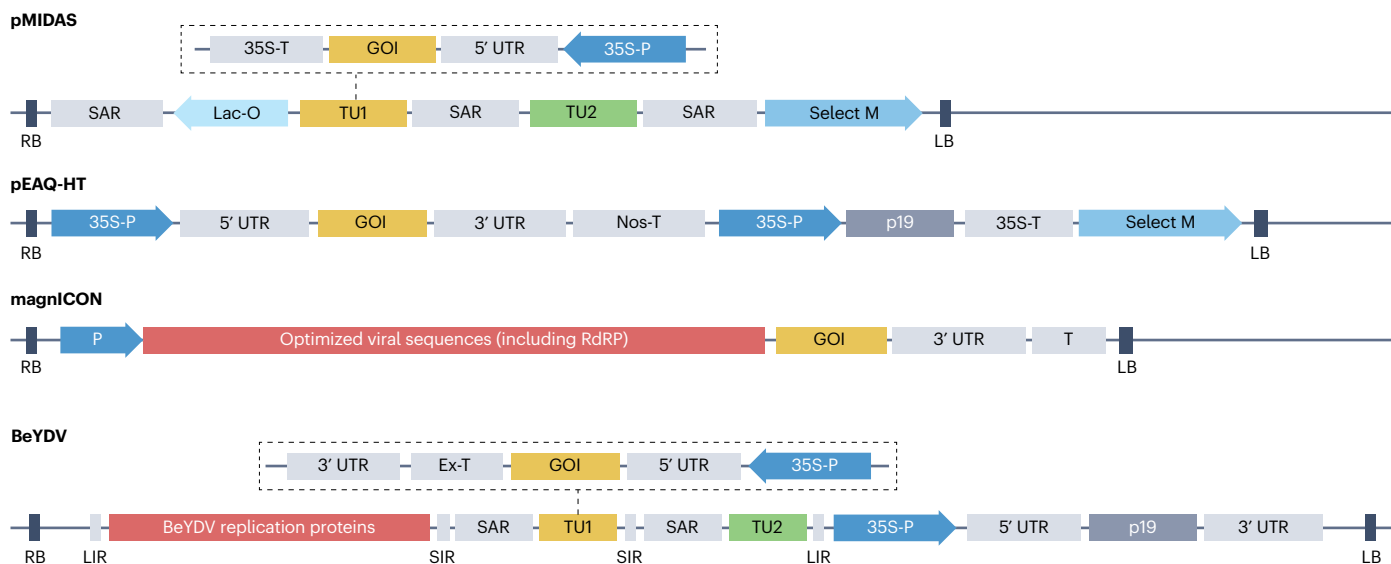 pMIDAS
35S-T GOI 5′ UTR 35S-P
SAR Lac-O TU1 SAR TU2 SAR Select M
RB LB
pEAQ-HT
35S-P 5′ UTR GOI 3′ UTR Nos-T 35S-P p19 35S-T Select M
RB LB
magnICON
P Optimized viral sequences (including RdRP) GOI 3′ UTR T
RB LB
BeYDV
3′ UTR Ex-T GOI 5′ UTR 35S-P
BeYDV replication proteins SAR TU1 SAR TU2 35S-P 5′ UTR p19 3′ UTR
RB LIR SIR SIR LIR LB